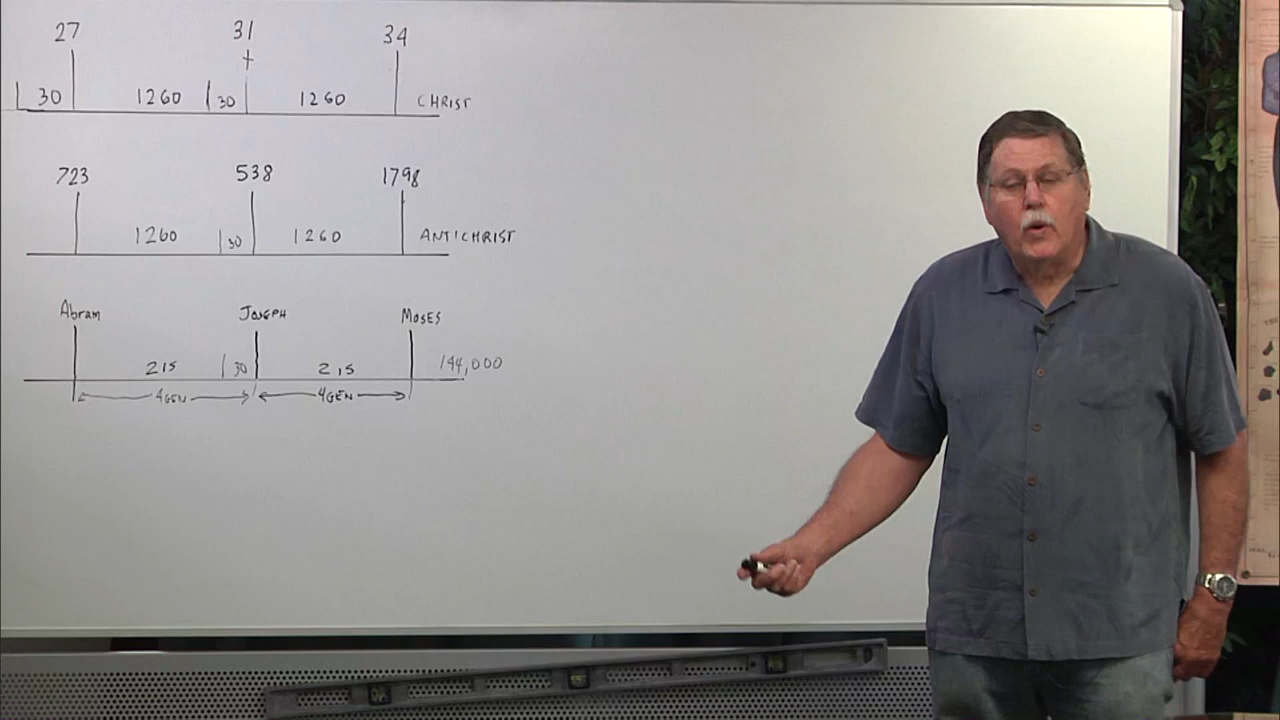 27 31 34
30 1260 30 1260 CHRIST
723 538 1798
1260 30 1260 ANTICHRIST
Abram JOSEPH MOSES
215 30 215 144,000
4GEN 4GEN